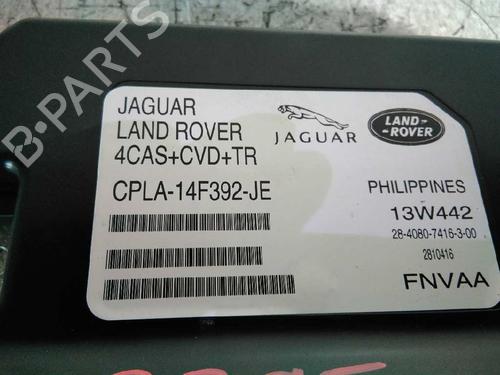 B-PARTS
JAGUAR
LAND ROVER
4CAS+CVD+TR
CPLA-14F392-JE
JAGUAR
LAND-
-ROVER
PHILIPPINES
13W442
28-4080-7416-3-00
2810416
FNVAA